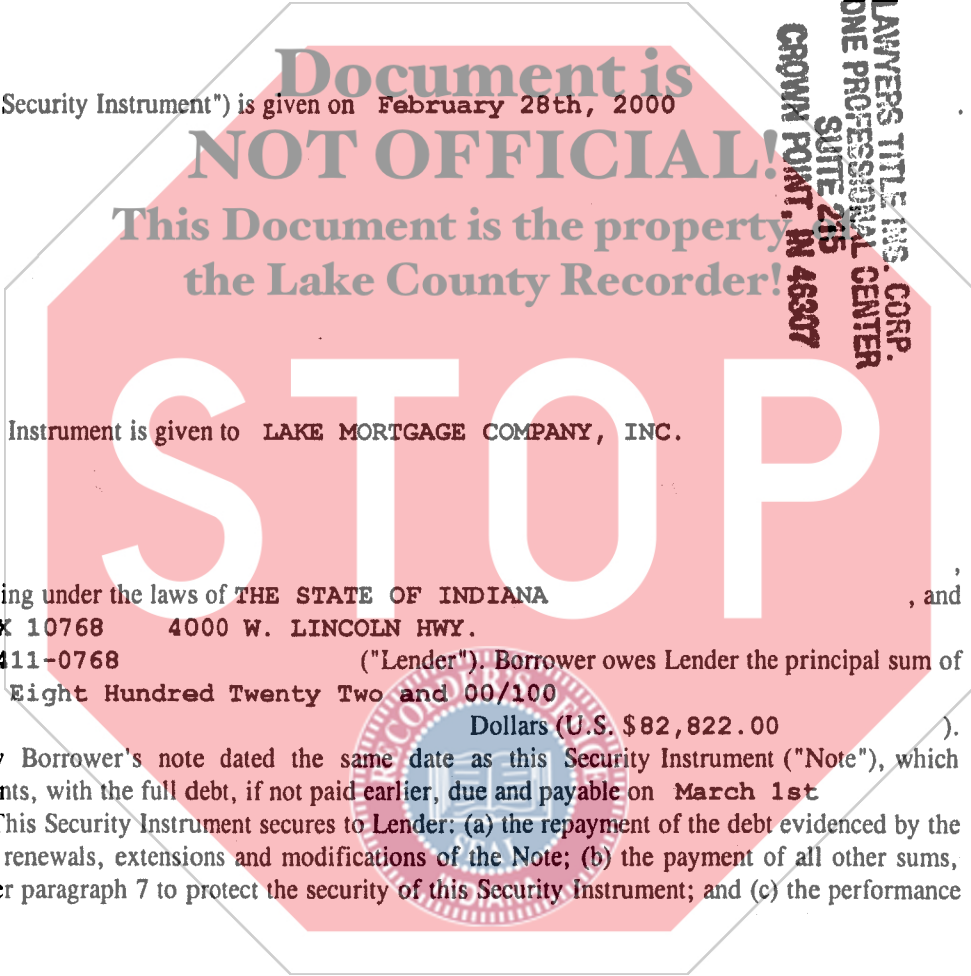 Document is
Security Instrument") is given on February 28th, 2000 .
NOT OFFICIAL!
This Document is the property of
the Lake County Recorder!
LAWYERS TITLE INS. CORP.
ONE PROFESSIONAL CENTER
SUITE 215
CROWN POINT, IN 46307
STOP
Instrument is given to LAKE MORTGAGE COMPANY, INC.
,
ing under the laws of THE STATE OF INDIANA , and
X 10768 4000 W. LINCOLN HWY.
411-0768 ("Lender"). Borrower owes Lender the principal sum of
Eight Hundred Twenty Two and 00/100
Dollars (U.S. $82,822.00 ).
y Borrower's note dated the same date as this Security Instrument ("Note"), which
nts, with the full debt, if not paid earlier, due and payable on March 1st
This Security Instrument secures to Lender: (a) the repayment of the debt evidenced by the
renewals, extensions and modifications of the Note; (b) the payment of all other sums,
er paragraph 7 to protect the security of this Security Instrument; and (c) the performance
SEAL
INDIANA